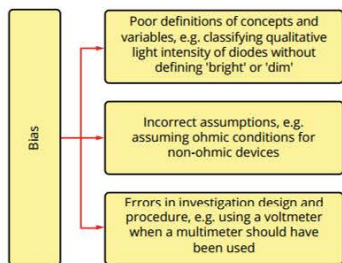 Bias
Poor definitions of concepts and
variables, e.g. classifying qualitative
light intensity of diodes without
defining 'bright' or 'dim'
Incorrect assumptions, e.g.
assuming ohmic conditions for
non-ohmic devices
Errors in investigation design and
procedure, e.g. using a voltmeter
when a multimeter should have
been used